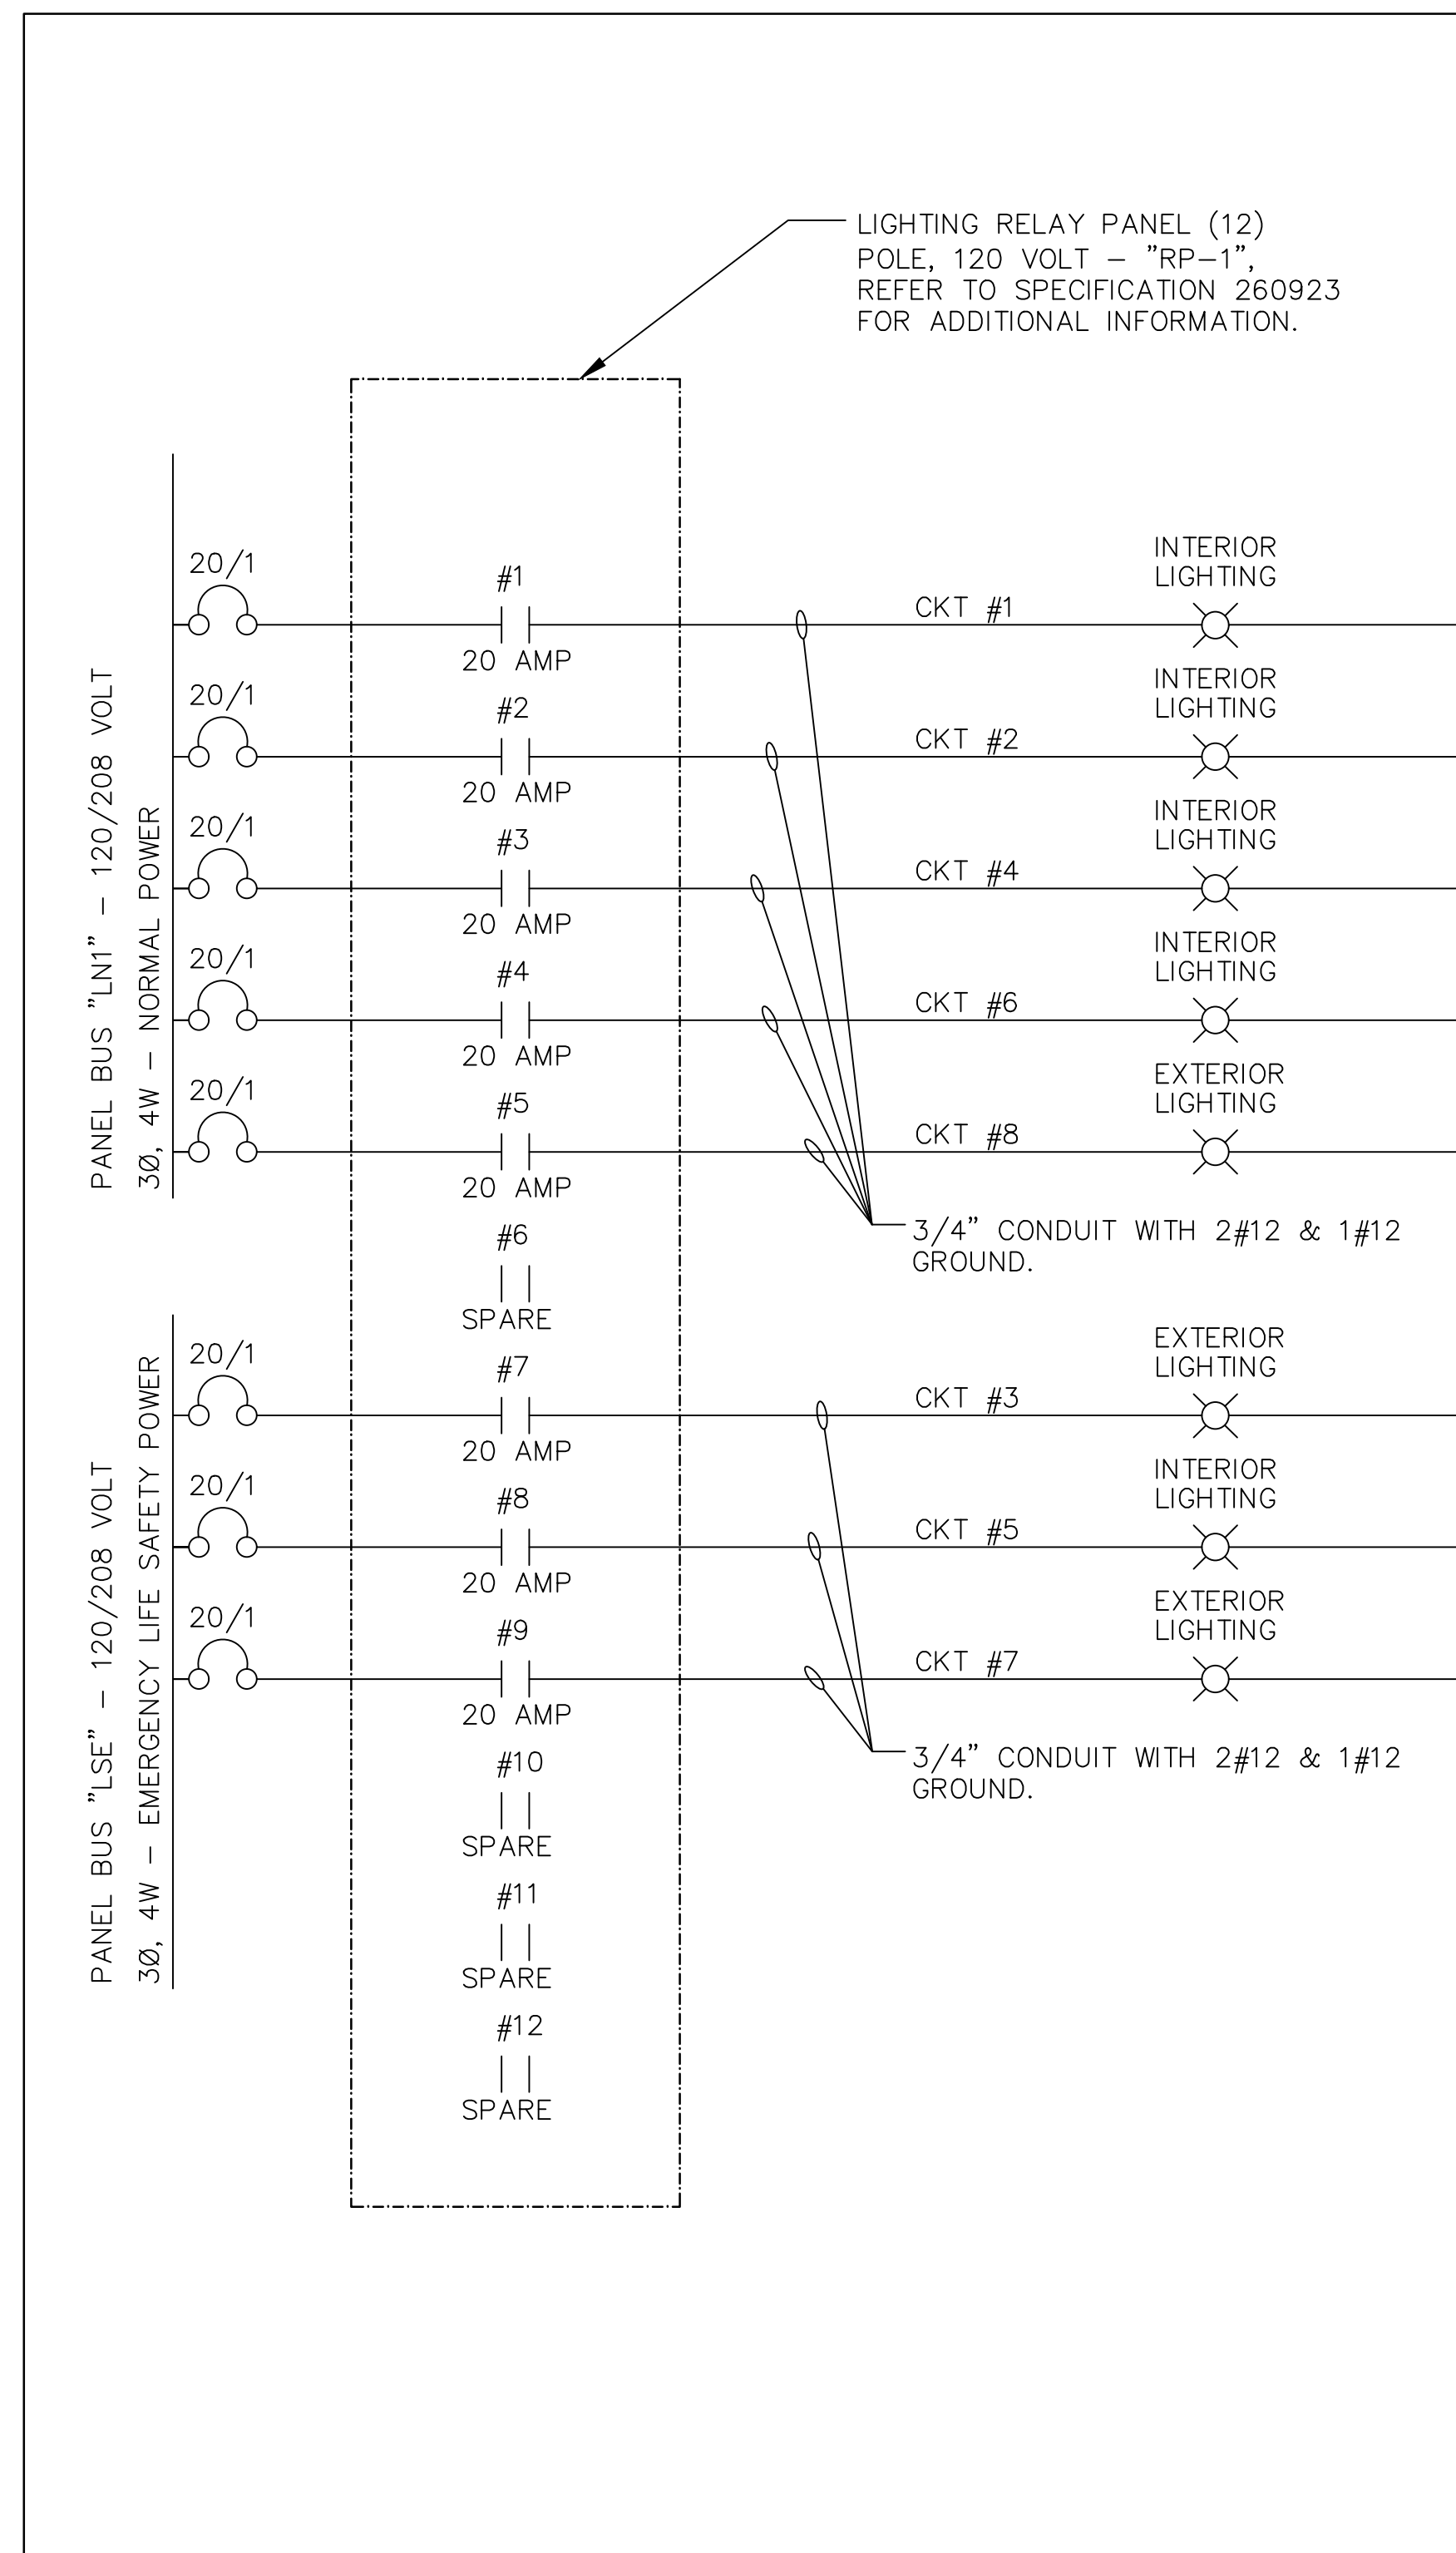 LIGHTING RELAY PANEL (12)
POLE, 120 VOLT – "RP–1",
REFER TO SPECIFICATION 260923
FOR ADDITIONAL INFORMATION.
PANEL BUS "LN1" – 120/208 VOLT
3Ø, 4W – NORMAL POWER
20/1
#1
20 AMP
CKT #1
INTERIOR
LIGHTING
20/1
#2
20 AMP
CKT #2
INTERIOR
LIGHTING
20/1
#3
20 AMP
CKT #4
INTERIOR
LIGHTING
20/1
#4
20 AMP
CKT #6
INTERIOR
LIGHTING
20/1
#5
20 AMP
CKT #8
EXTERIOR
LIGHTING
3/4" CONDUIT WITH 2#12 & 1#12
GROUND.
#6
SPARE
PANEL BUS "LSE" – 120/208 VOLT
3Ø, 4W – EMERGENCY LIFE SAFETY POWER
20/1
#7
20 AMP
CKT #3
EXTERIOR
LIGHTING
20/1
#8
20 AMP
CKT #5
INTERIOR
LIGHTING
20/1
#9
20 AMP
CKT #7
EXTERIOR
LIGHTING
3/4" CONDUIT WITH 2#12 & 1#12
GROUND.
#10
SPARE
#11
SPARE
#12
SPARE